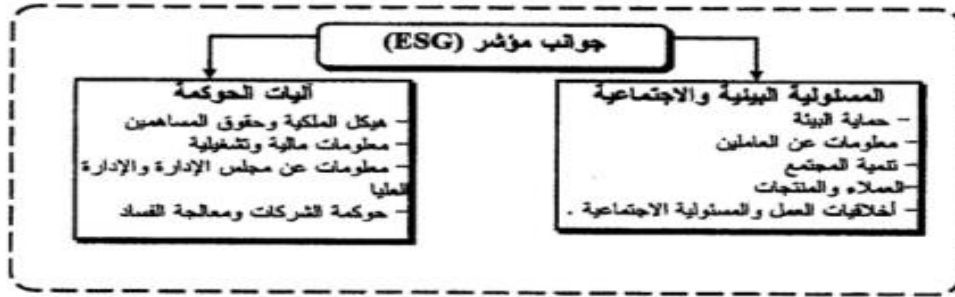 جوانب مؤشر (ESG)
المسئولية البيئية والاجتماعية
– حماية البيئة
– معلومات عن العاملين
– تنمية المجتمع
– العملاء والمنتجات
– أخلاقيات العمل والمسئولية الاجتماعية .
آليات الحوكمة
– هيكل الملكية وحقوق المساهمين
– معلومات مالية وتشغيلية
– معلومات عن مجلس الإدارة والإدارة
العليا
– حوكمة الشركات ومعالجة الفساد